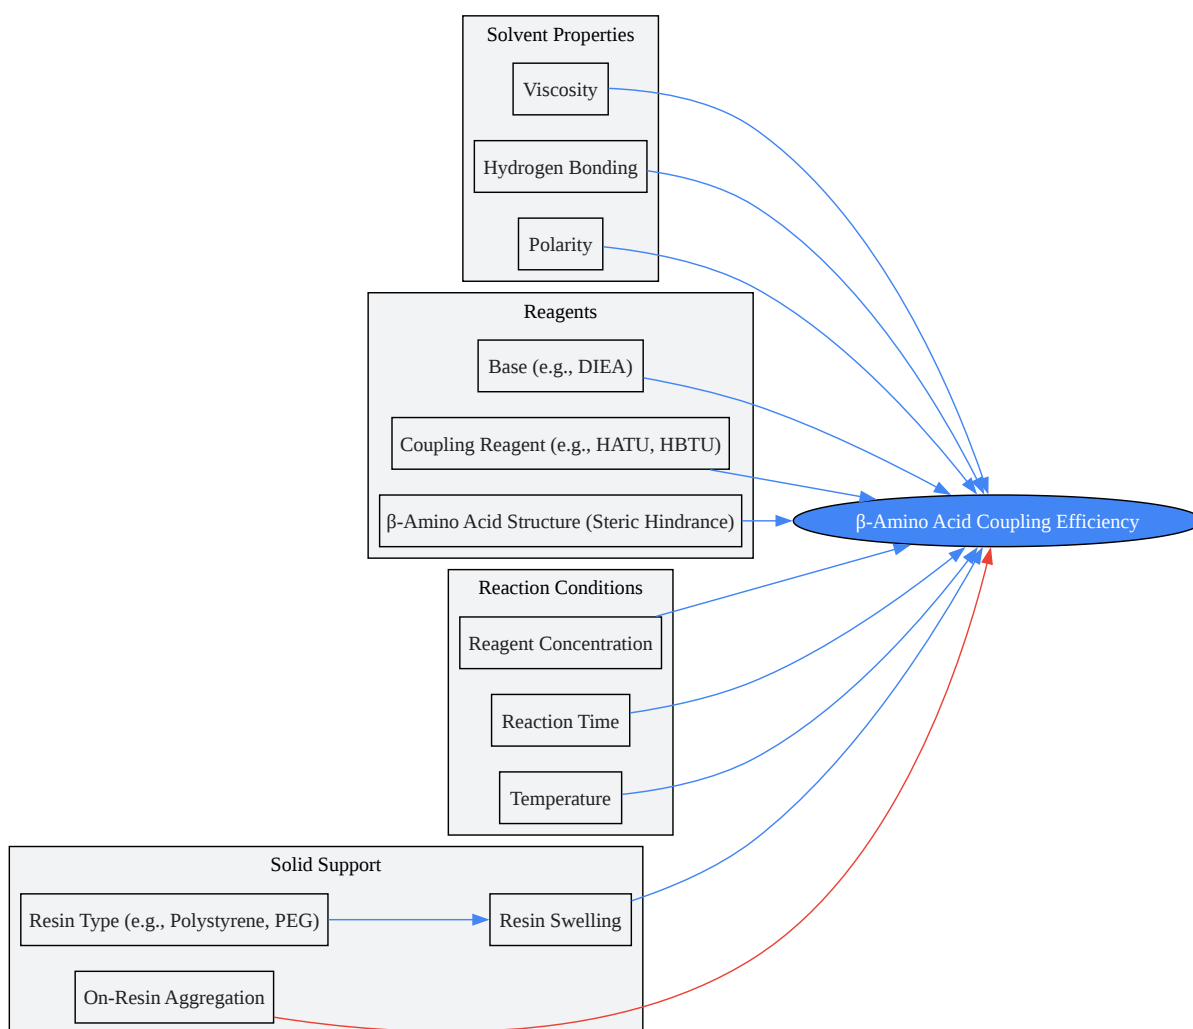 Solvent Properties
Viscosity
Hydrogen Bonding
Polarity
Reagents
Base (e.g., DIEA)
Coupling Reagent (e.g., HATU, HBTU)
β-Amino Acid Structure (Steric Hindrance)
β-Amino Acid Coupling Efficiency
Reaction Conditions
Reagent Concentration
Reaction Time
Temperature
Solid Support
Resin Type (e.g., Polystyrene, PEG)
Resin Swelling
On-Resin Aggregation